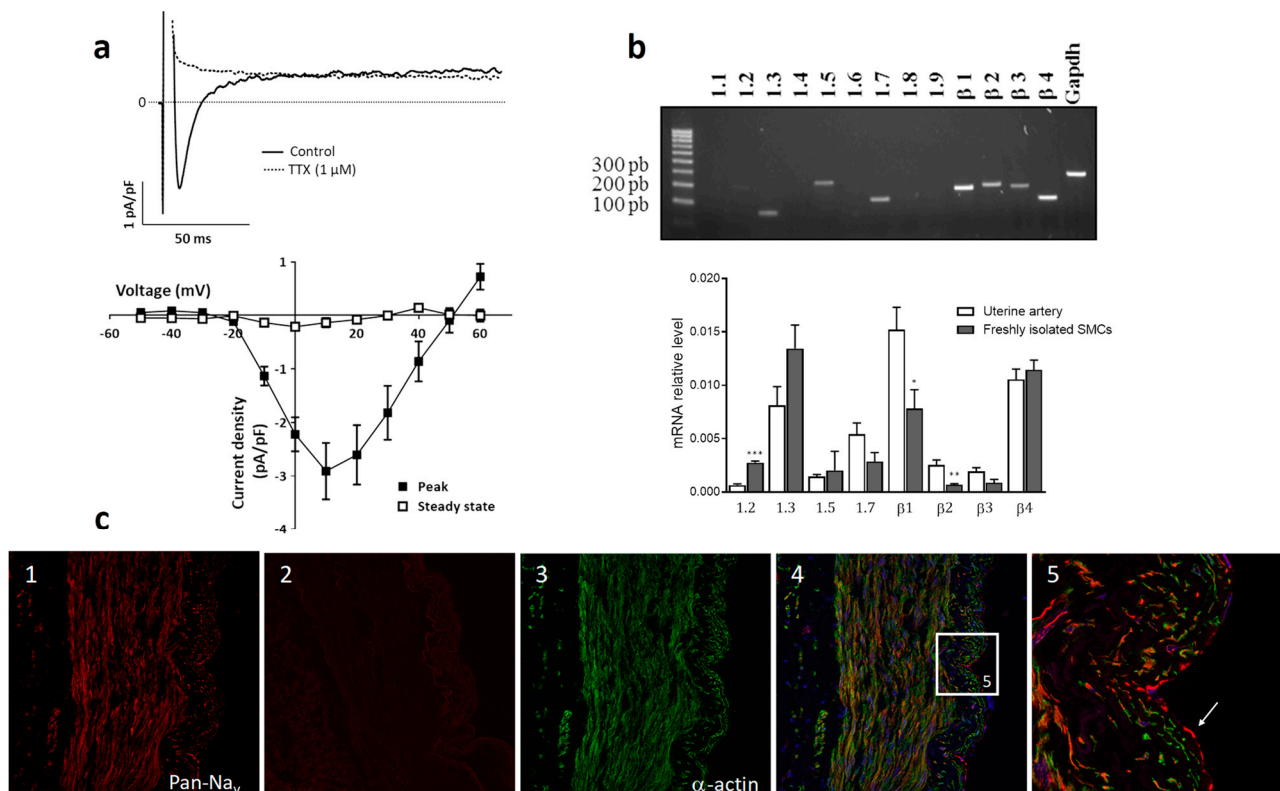 a
0
Control
TTX (1 µM)
1 pA/pF
50 ms
Voltage (mV)
1
-60
-40
-20
0
20
40
60
-1
-2
-3
-4
Current density
(pA/pF)
Peak
Steady state
b
1.1
1.2
1.3
1.4
1.5
1.6
1.7
1.8
1.9
β 1
β 2
β 3
β 4
Gapdh
300 pb
200 pb
100 pb
mRNA relative level
0.020
0.015
0.010
0.005
0.000
Uterine artery
Freshly isolated SMCs
***
*
**
1.2 1.3 1.5 1.7 β1 β2 β3 β4
c
1
Pan-Naᵥ
2
3
α-actin
4
5
5